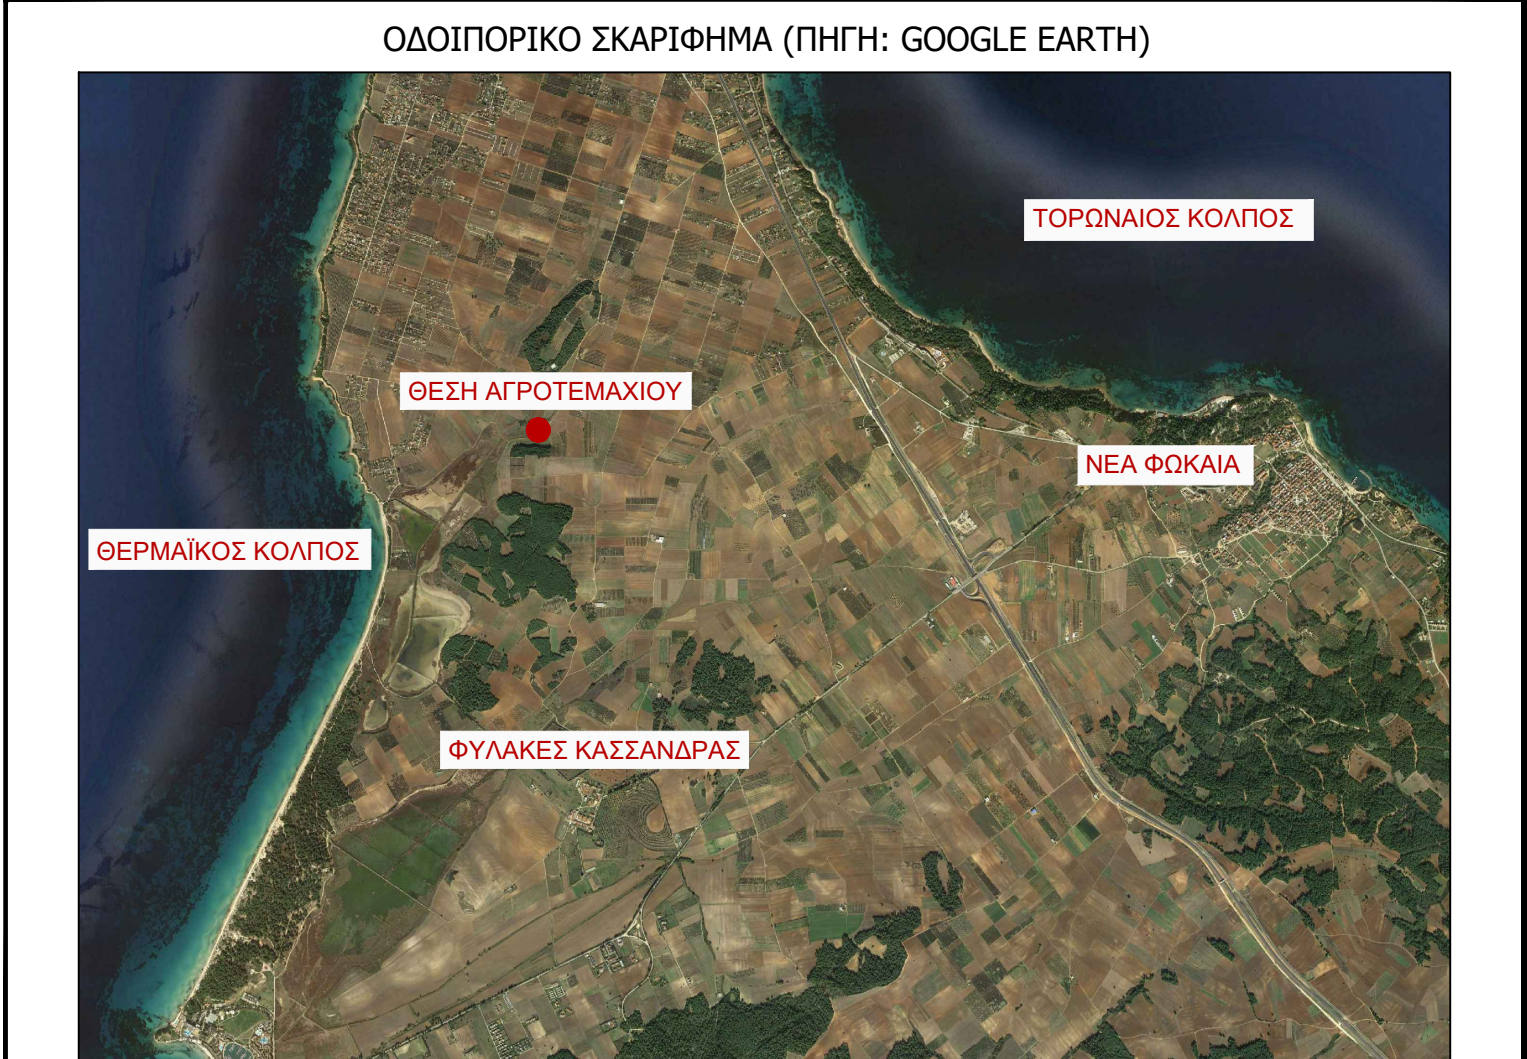 ΟΔΟΙΠΟΡΙΚΟ ΣΚΑΡΙΦΗΜΑ (ΠΗΓΗ: GOOGLE EARTH)
ΤΟΡΩΝΑΙΟΣ ΚΟΛΠΟΣ
ΘΕΣΗ ΑΓΡΟΤΕΜΑΧΙΟΥ
ΝΕΑ ΦΩΚΑΙΑ
ΘΕΡΜΑΪΚΟΣ ΚΟΛΠΟΣ
ΦΥΛΑΚΕΣ ΚΑΣΣΑΝΔΡΑΣ